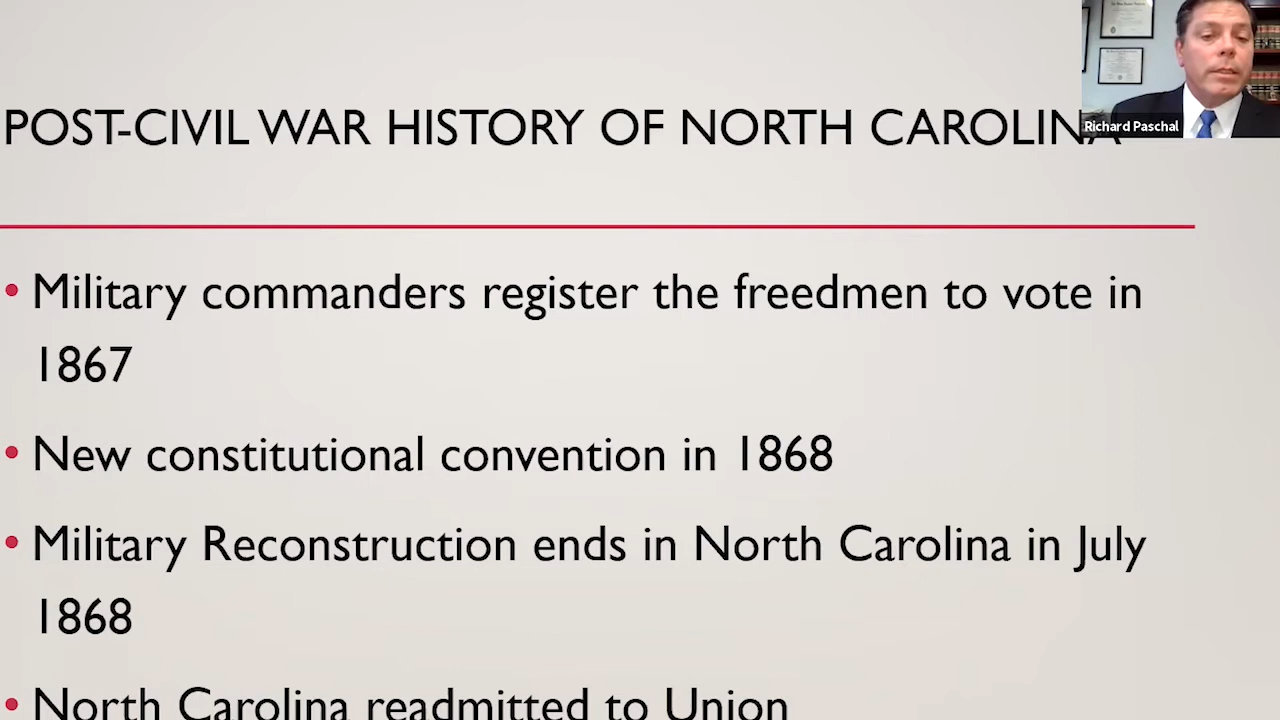 POST-CIVIL WAR HISTORY OF NORTH CAROLINA
Richard Paschal
• Military commanders register the freedmen to vote in
1867
• New constitutional convention in 1868
• Military Reconstruction ends in North Carolina in July
1868
• North Carolina readmitted to Union